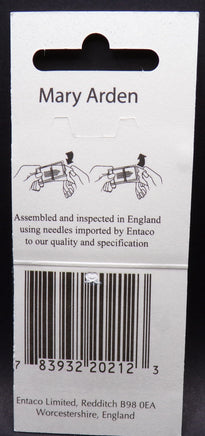 Mary Arden
Assembled and inspected in England
using needles imported by Entaco
to our quality and specification
7 83932 20212 3
Entaco Limited, Redditch B98 0EA
Worcestershire, England